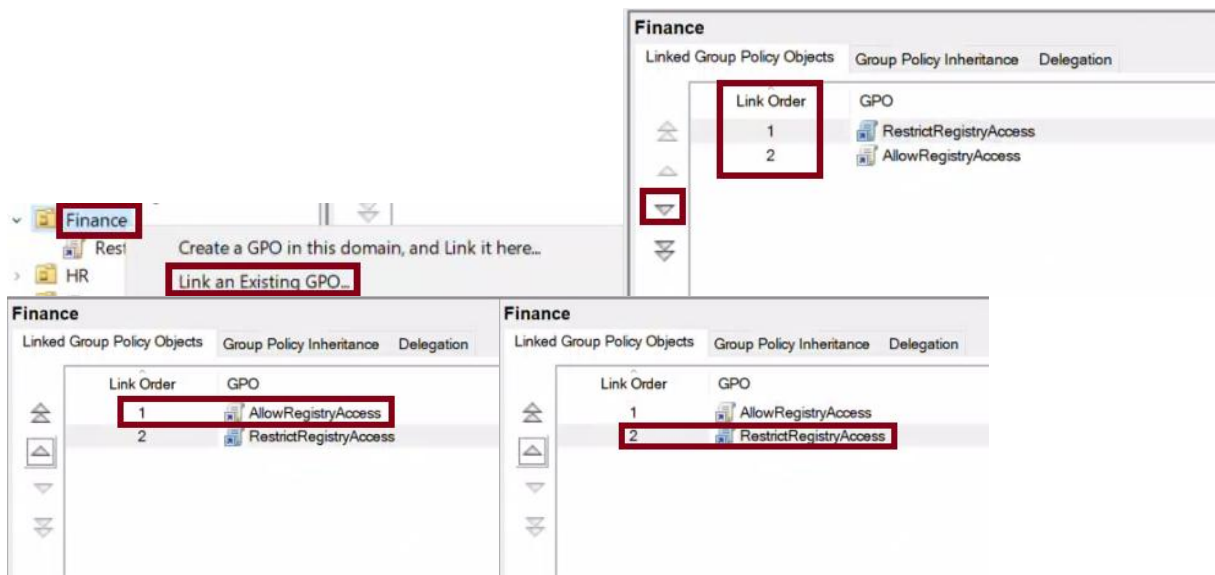 Finance
Linked Group Policy Objects Group Policy Inheritance Delegation
Link Order GPO
1 RestrictRegistryAccess
2 AllowRegistryAccess
Finance
HR
Create a GPO in this domain, and Link it here...
Link an Existing GPO...
Finance
Linked Group Policy Objects Group Policy Inheritance Delegation
Link Order GPO
1 AllowRegistryAccess
2 RestrictRegistryAccess
Finance
Linked Group Policy Objects Group Policy Inheritance Delegation
Link Order GPO
1 AllowRegistryAccess
2 RestrictRegistryAccess